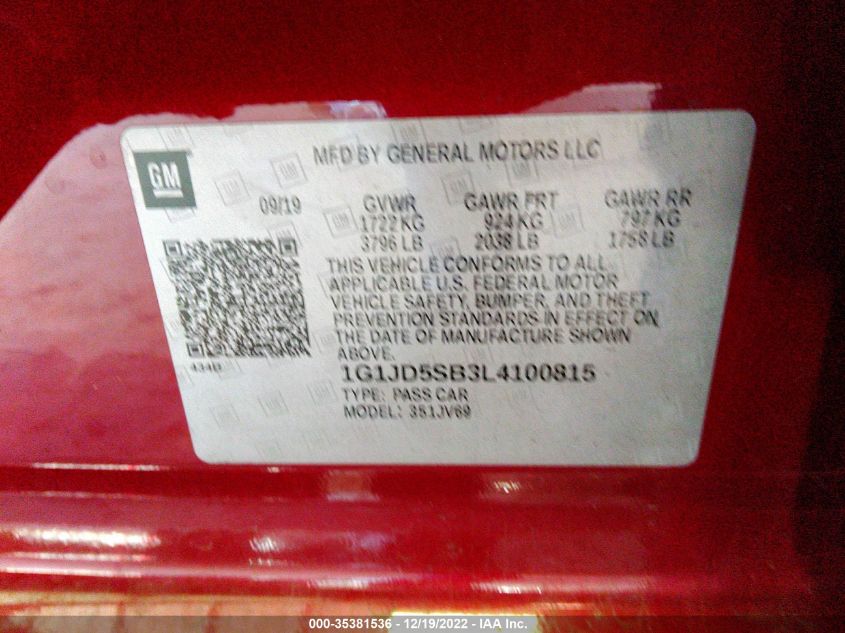 GM
MFD BY GENERAL MOTORS LLC
09/19
GVWR GAWR FRT GAWR RR
1722 KG 924 KG 797 KG
3796 LB 2038 LB 1758 LB
THIS VEHICLE CONFORMS TO ALL
APPLICABLE U.S. FEDERAL MOTOR
VEHICLE SAFETY, BUMPER, AND THEFT
PREVENTION STANDARDS IN EFFECT ON
THE DATE OF MANUFACTURE SHOWN
ABOVE.
1G1JD5SB3L4100815
TYPE: PASS CAR
MODEL: 351JV69
000-35381536 - 12/19/2022 - IAA Inc.